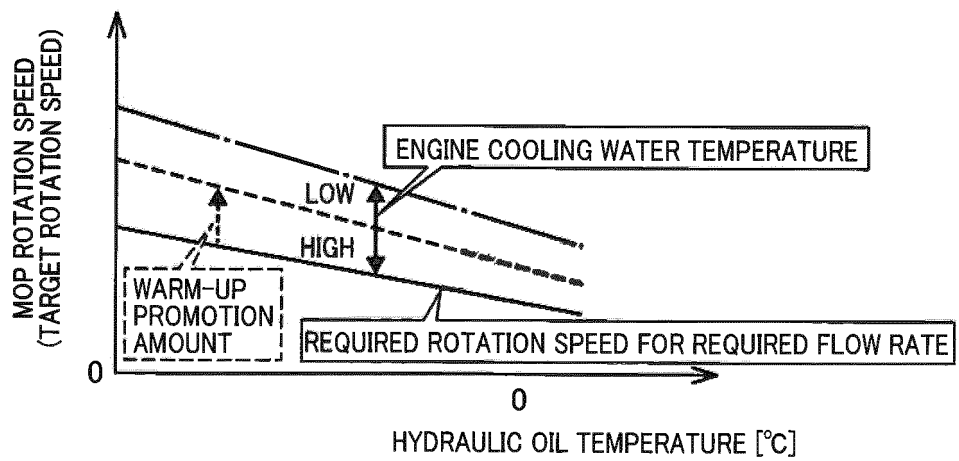 MOP ROTATION SPEED
(TARGET ROTATION SPEED)
ENGINE COOLING WATER TEMPERATURE
LOW
HIGH
WARM-UP
PROMOTION
AMOUNT
REQUIRED ROTATION SPEED FOR REQUIRED FLOW RATE
0
0
HYDRAULIC OIL TEMPERATURE [°C]